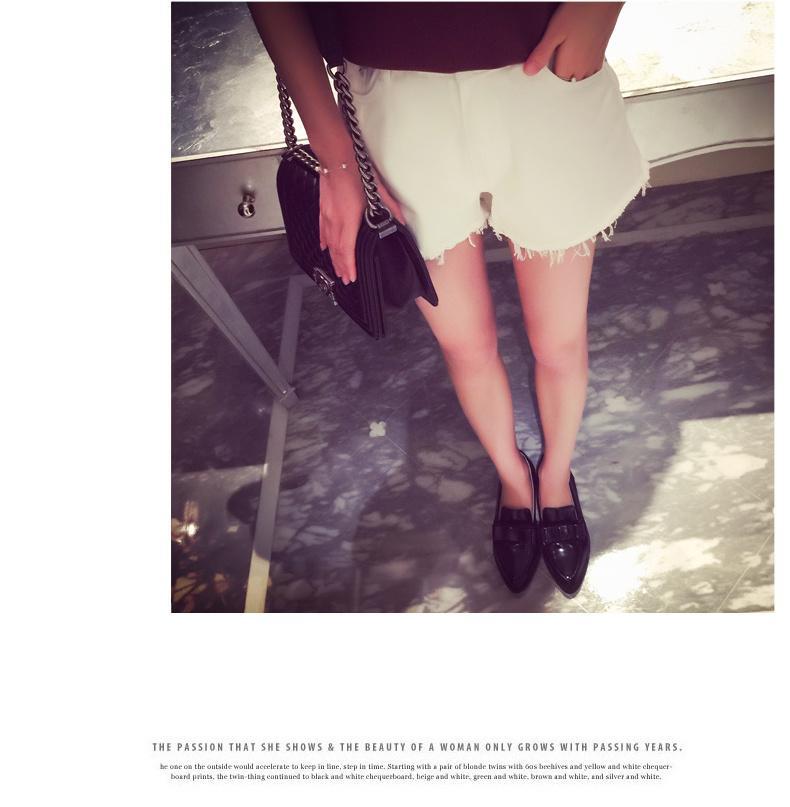 THE PASSION THAT SHE SHOWS & THE BEAUTY OF A WOMAN ONLY GROWS WITH PASSING YEARS.
he one on the outside would accelerate to keep in line, step in time. Starting with a pair of blonde twins with 60s beehives and yellow and white chequer-
board prints, the twin-thing continued to black and white chequerboard, beige and white, green and white, brown and white, and silver and white.